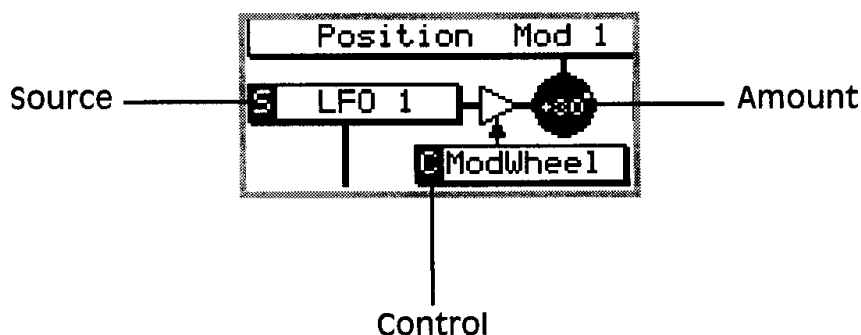 Position Mod 1
Source
S LFO 1
Amount
C ModWheel
Control